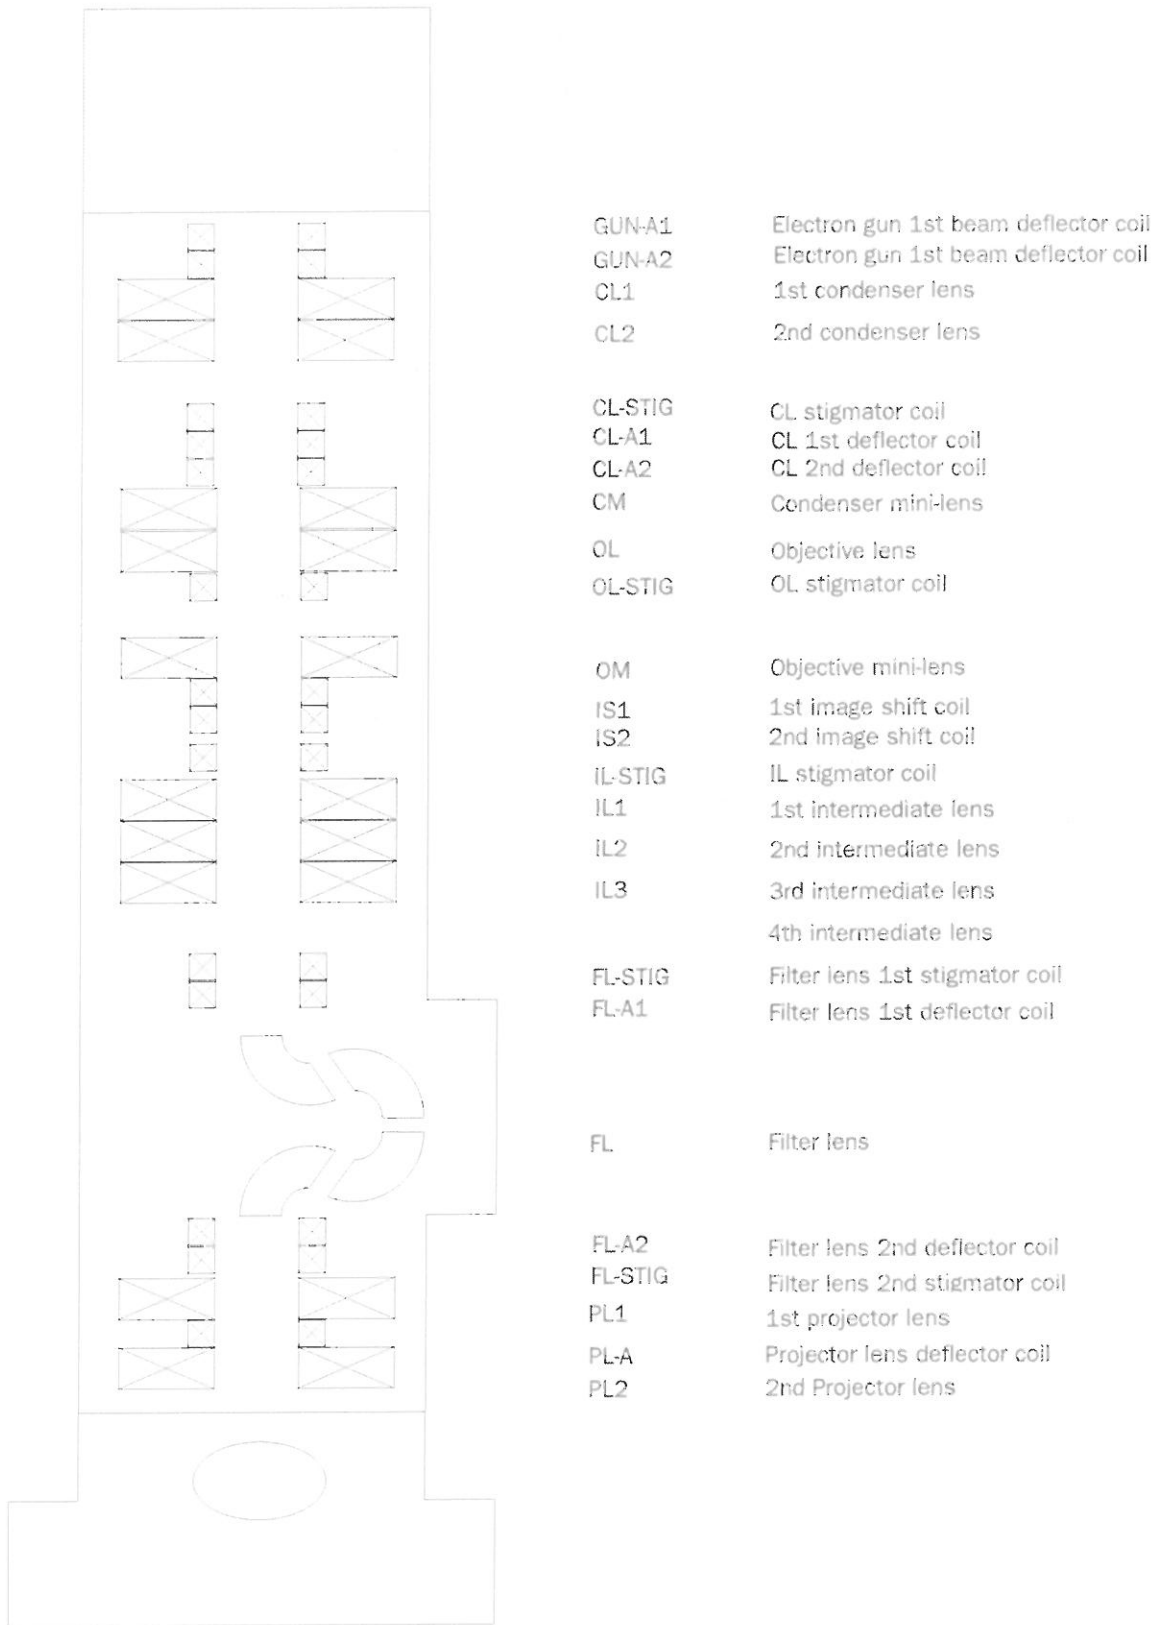 GUN-A1 Electron gun 1st beam deflector coil
GUN-A2 Electron gun 1st beam deflector coil
CL1 1st condenser lens
CL2 2nd condenser lens
CL-STIG CL stigmator coil
CL-A1 CL 1st deflector coil
CL-A2 CL 2nd deflector coil
CM Condenser mini-lens
OL Objective lens
OL-STIG OL stigmator coil
OM Objective mini-lens
IS1 1st image shift coil
IS2 2nd image shift coil
IL-STIG IL stigmator coil
IL1 1st intermediate lens
IL2 2nd intermediate lens
IL3 3rd intermediate lens
4th intermediate lens
FL-STIG Filter lens 1st stigmator coil
FL-A1 Filter lens 1st deflector coil
FL Filter lens
FL-A2 Filter lens 2nd deflector coil
FL-STIG Filter lens 2nd stigmator coil
PL1 1st projector lens
PL-A Projector lens deflector coil
PL2 2nd Projector lens